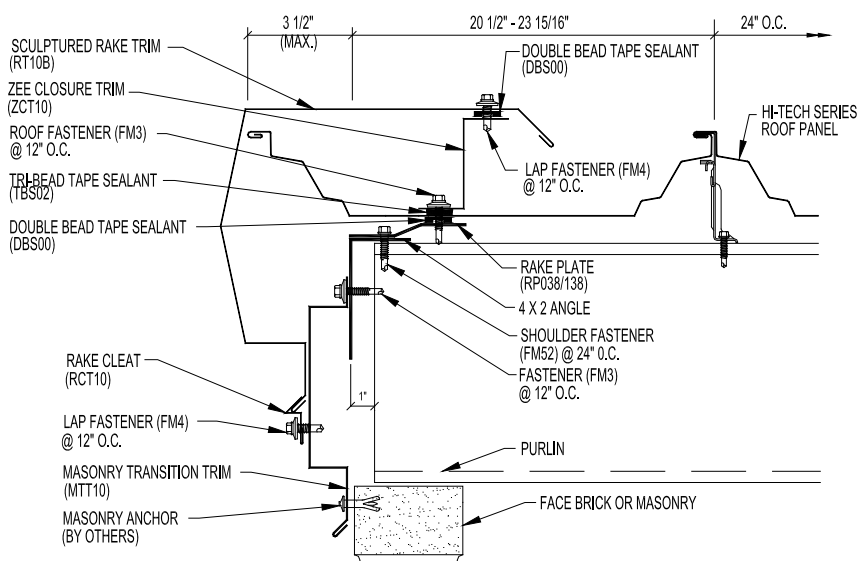 3 1/2"
(MAX.)
20 1/2" - 23 15/16"
24" O.C.
SCULPTURED RAKE TRIM
(RT10B)
ZEE CLOSURE TRIM
(ZCT10)
ROOF FASTENER (FM3)
@ 12" O.C.
TRI-BEAD TAPE SEALANT
(TBS02)
DOUBLE BEAD TAPE SEALANT
(DBS00)
DOUBLE BEAD TAPE SEALANT
(DBS00)
HI-TECH SERIES
ROOF PANEL
LAP FASTENER (FM4)
@ 12" O.C.
RAKE PLATE
(RP038/138)
4 X 2 ANGLE
SHOULDER FASTENER
(FM52) @ 24" O.C.
FASTENER (FM3)
@ 12" O.C.
1"
RAKE CLEAT
(RCT10)
LAP FASTENER (FM4)
@ 12" O.C.
MASONRY TRANSITION TRIM
(MTT10)
MASONRY ANCHOR
(BY OTHERS)
PURLIN
FACE BRICK OR MASONRY